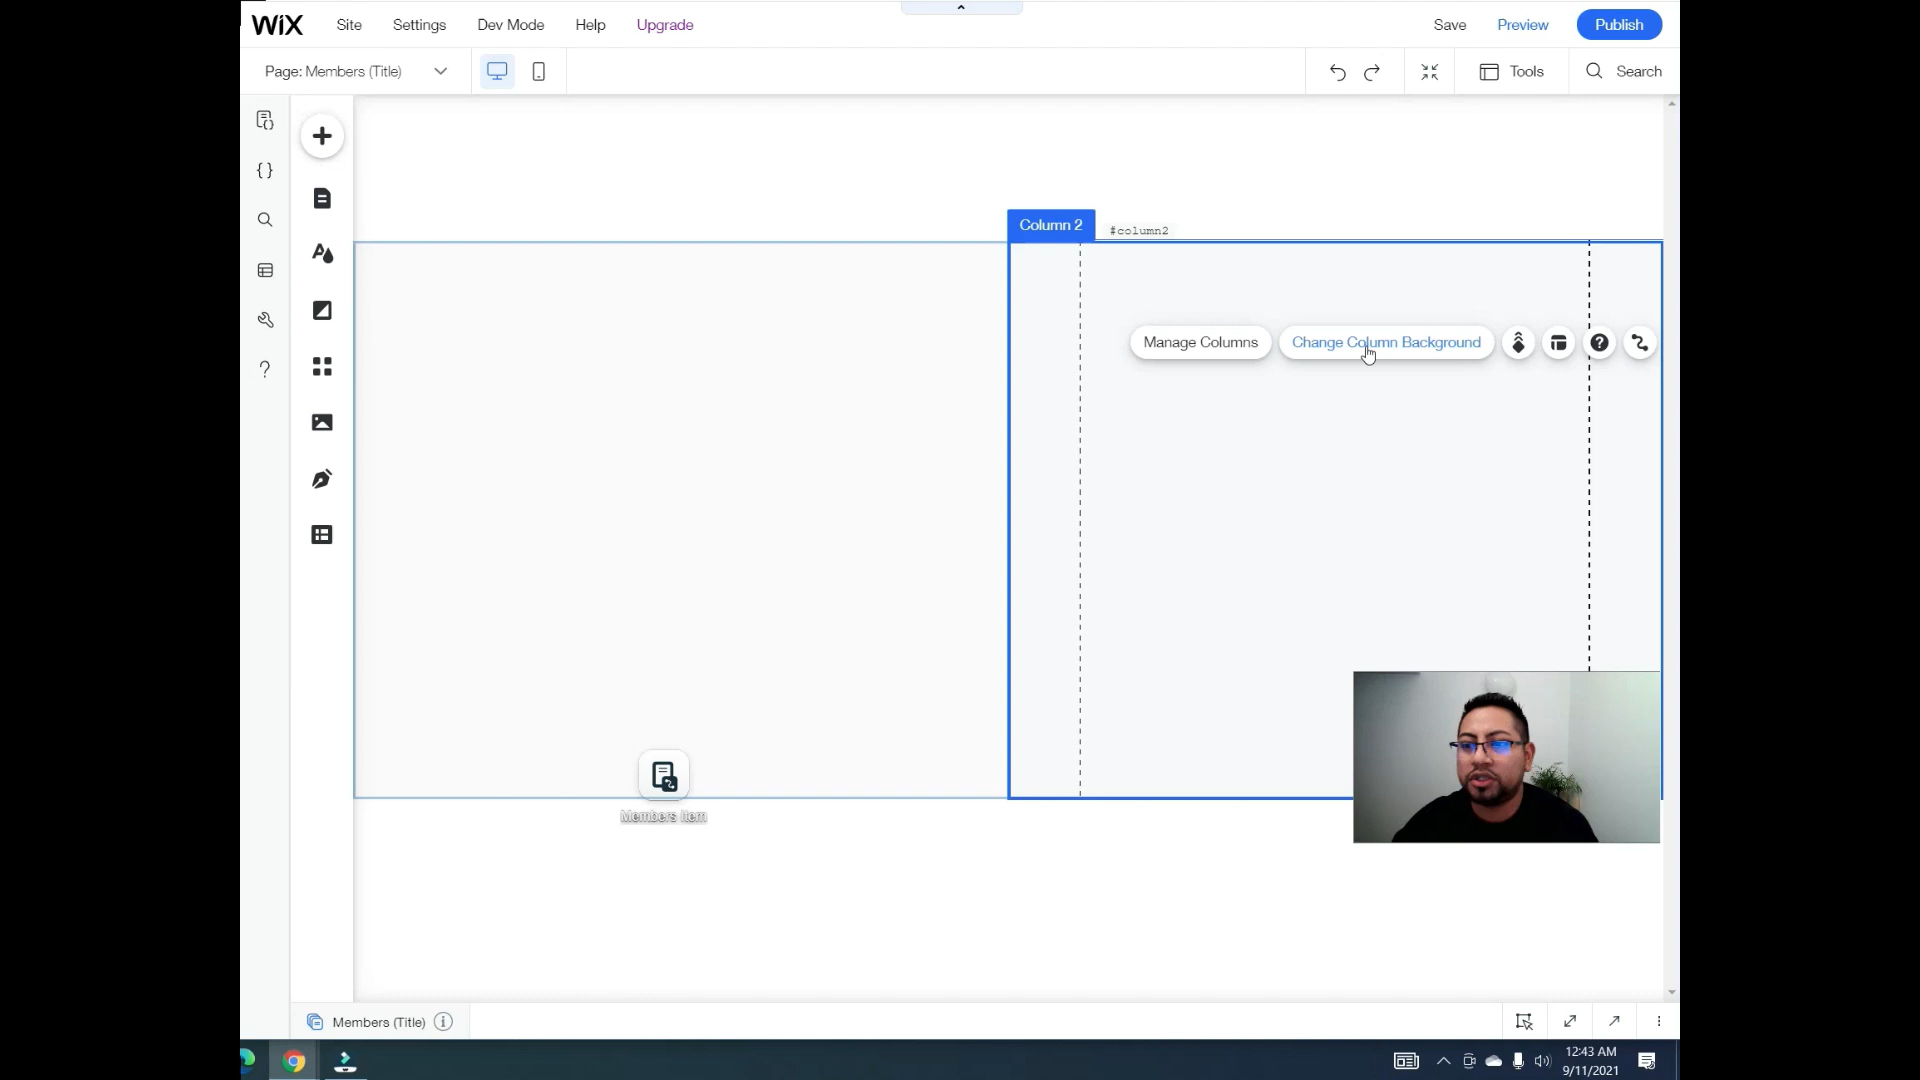 WiX Site Settings Dev Mode Help Upgrade Save Preview Publish
Page: Members (Title) Tools Search
Column 2 #column2
Manage Columns Change Column Background
Members Item
Members (Title)
12:43 AM
9/11/2021